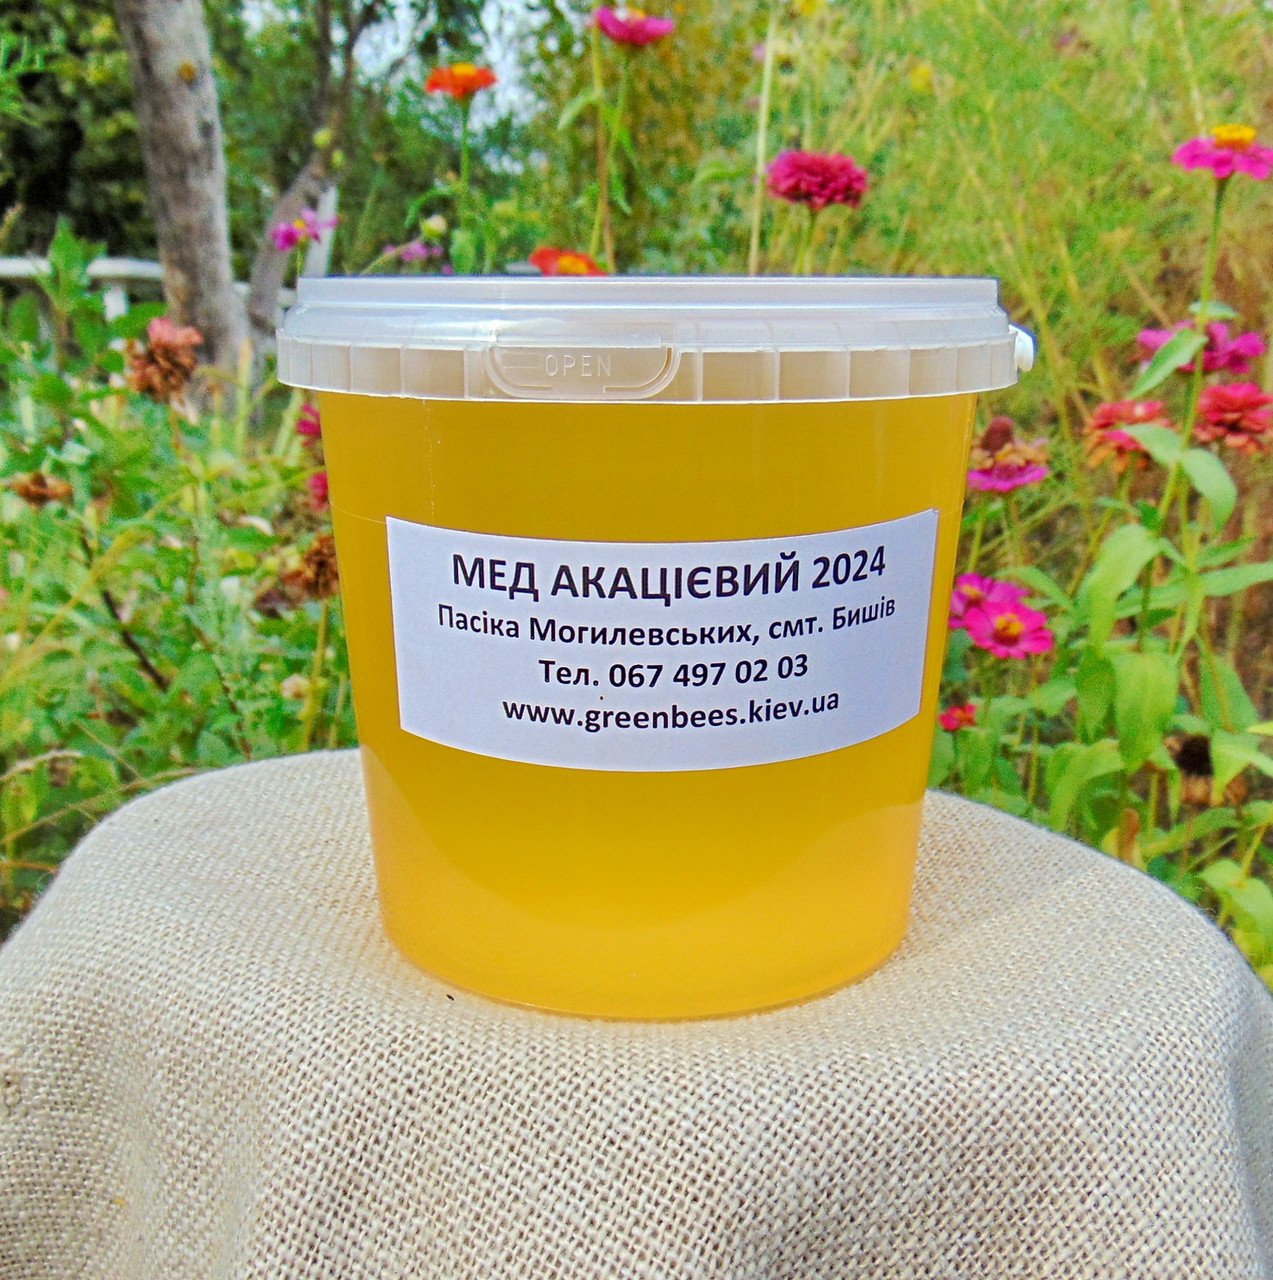 OPEN
МЕД АКАЦІЄВИЙ 2024
Пасіка Могилевських, смт. Бишів
Тел. 067 497 02 03
www.greenbees.kiev.ua